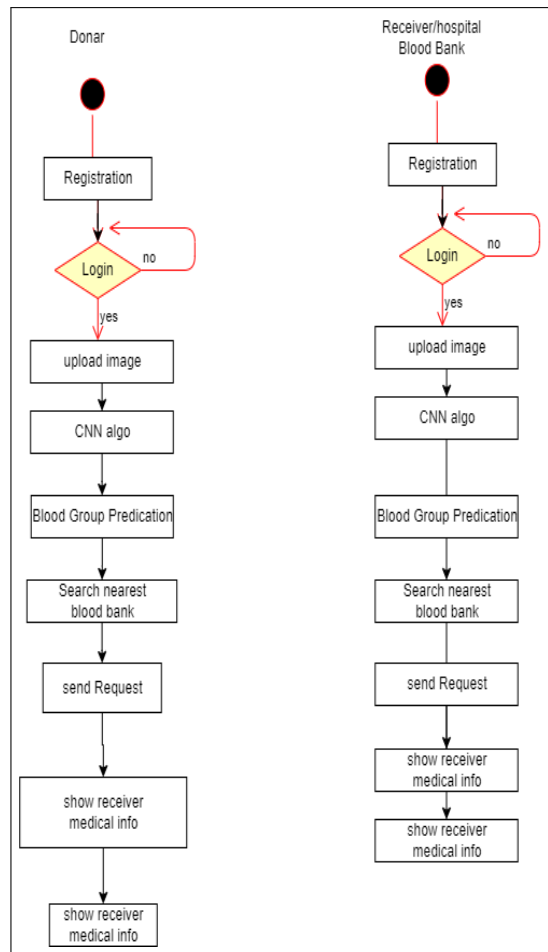 Donar
Registration
Login
no
yes
upload image
CNN algo
Blood Group Predication
Search nearest
blood bank
send Request
show receiver
medical info
show receiver
medical info
Receiver/hospital
Blood Bank
Registration
Login
no
yes
upload image
CNN algo
Blood Group Predication
Search nearest
blood bank
send Request
show receiver
medical info
show receiver
medical info